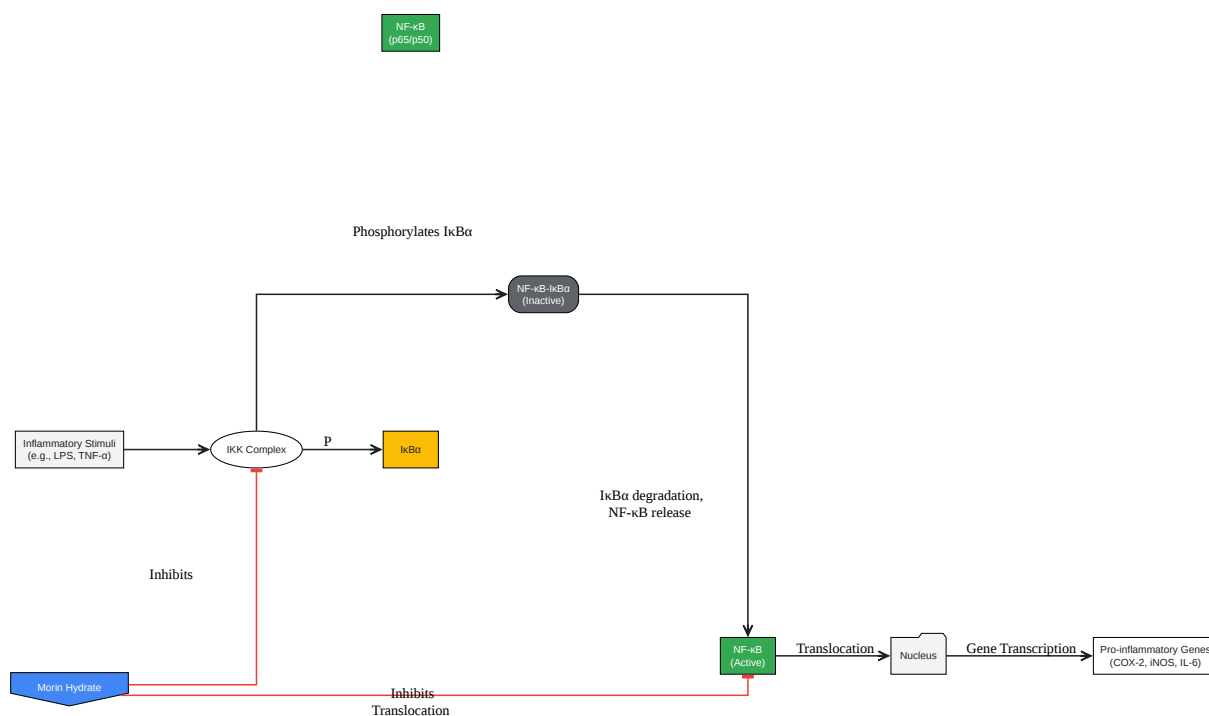 NF-κB
(p65/p50)
Phosphorylates IκBα
NF-κB-IκBα
(Inactive)
Inflammatory Stimuli
(e.g., LPS, TNF-α)
IKK Complex
P
IκBα
IκBα degradation,
NF-κB release
Inhibits
NF-κB
(Active)
Translocation
Nucleus
Gene Transcription
Pro-inflammatory Genes
(COX-2, iNOS, IL-6)
Morin Hydrate
Inhibits
Translocation